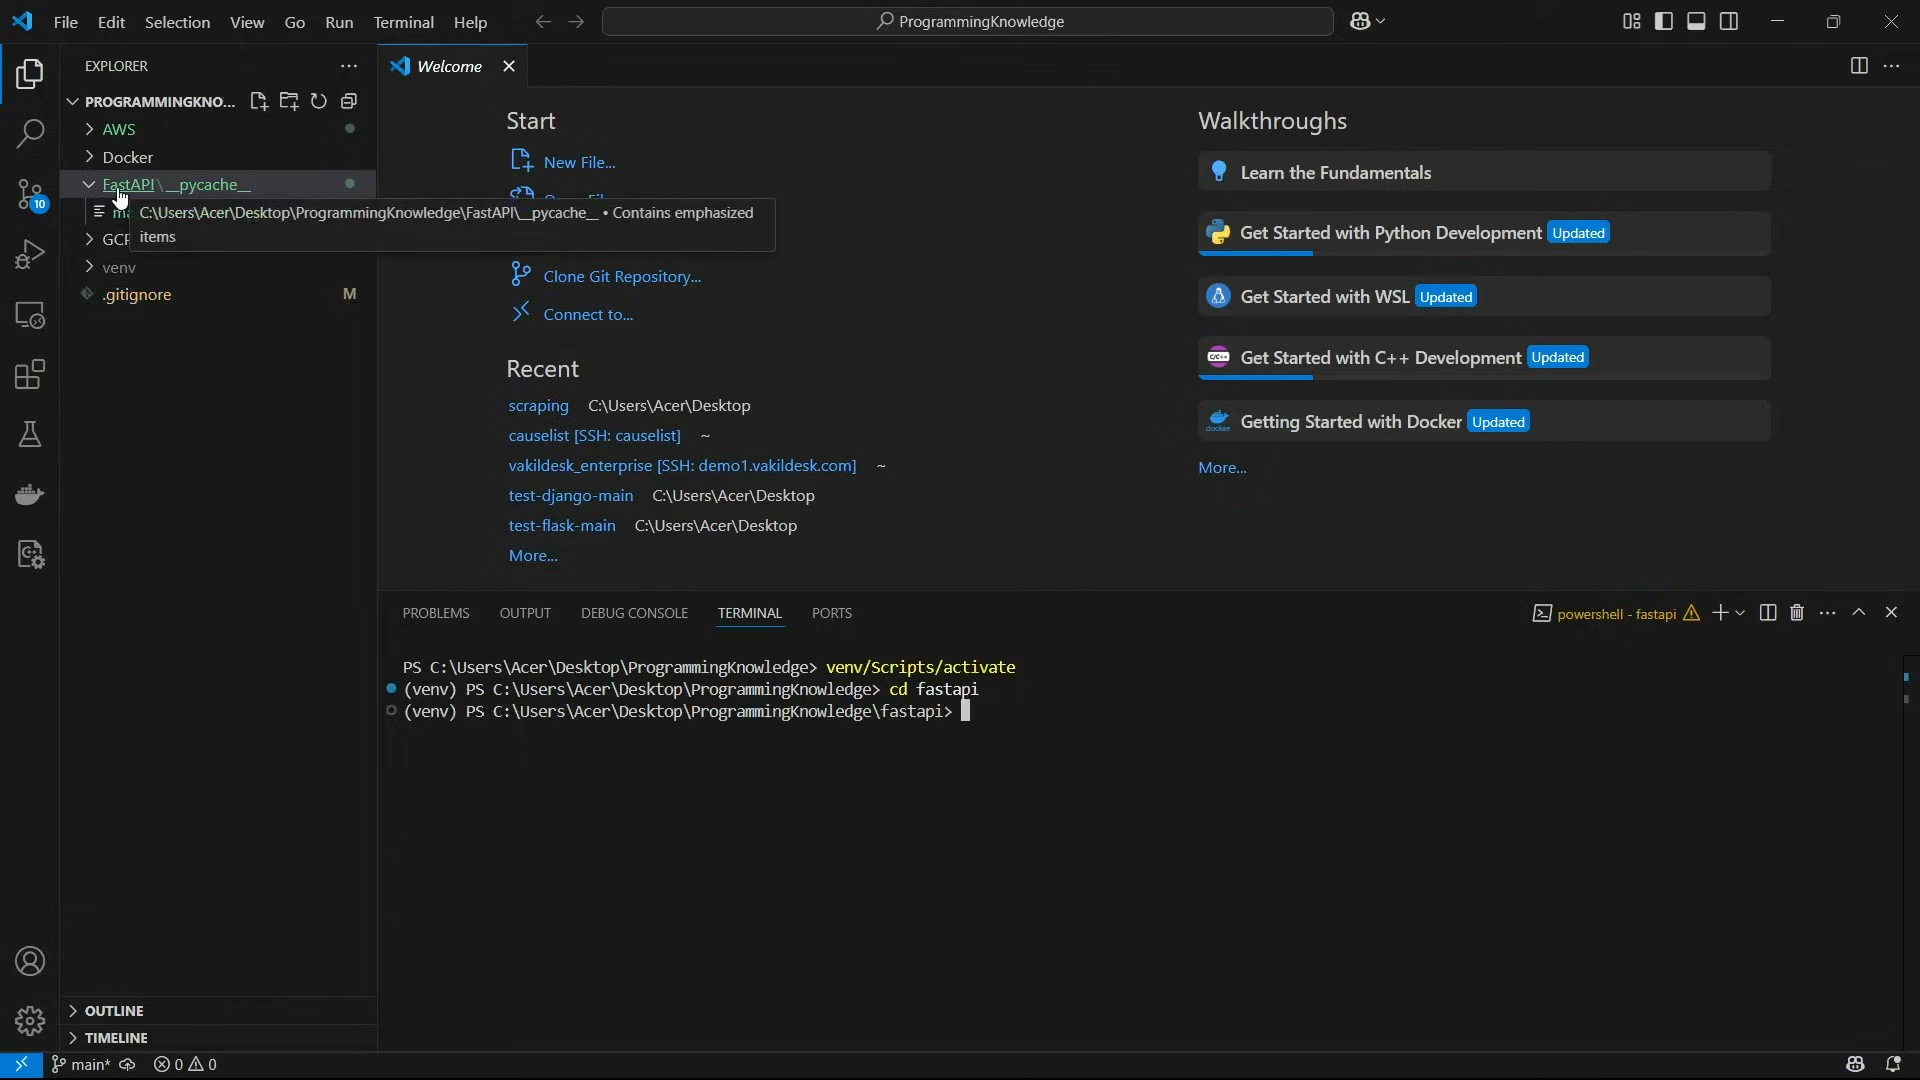 File Edit Selection View Go Run Terminal Help
ProgrammingKnowledge
EXPLORER
PROGRAMMINGKNO...
AWS
Docker
FastAPI\__pycache__
GCP
venv
.gitignore M
10
C:\Users\Acer\Desktop\ProgrammingKnowledge\FastAPI\__pycache__ • Contains emphasized
items
OUTLINE
TIMELINE
Welcome
Start
New File...
Clone Git Repository...
Connect to...
Recent
scraping C:\Users\Acer\Desktop
causelist [SSH: causelist] ~
vakildesk_enterprise [SSH: demo1.vakildesk.com] ~
test-django-main C:\Users\Acer\Desktop
test-flask-main C:\Users\Acer\Desktop
More...
Walkthroughs
Learn the Fundamentals
Get Started with Python Development Updated
Get Started with WSL Updated
Get Started with C++ Development Updated
Getting Started with Docker Updated
More...
PROBLEMS OUTPUT DEBUG CONSOLE TERMINAL PORTS
powershell - fastapi
PS C:\Users\Acer\Desktop\ProgrammingKnowledge> venv/Scripts/activate
(venv) PS C:\Users\Acer\Desktop\ProgrammingKnowledge> cd fastapi
(venv) PS C:\Users\Acer\Desktop\ProgrammingKnowledge\fastapi>
main* 0 0